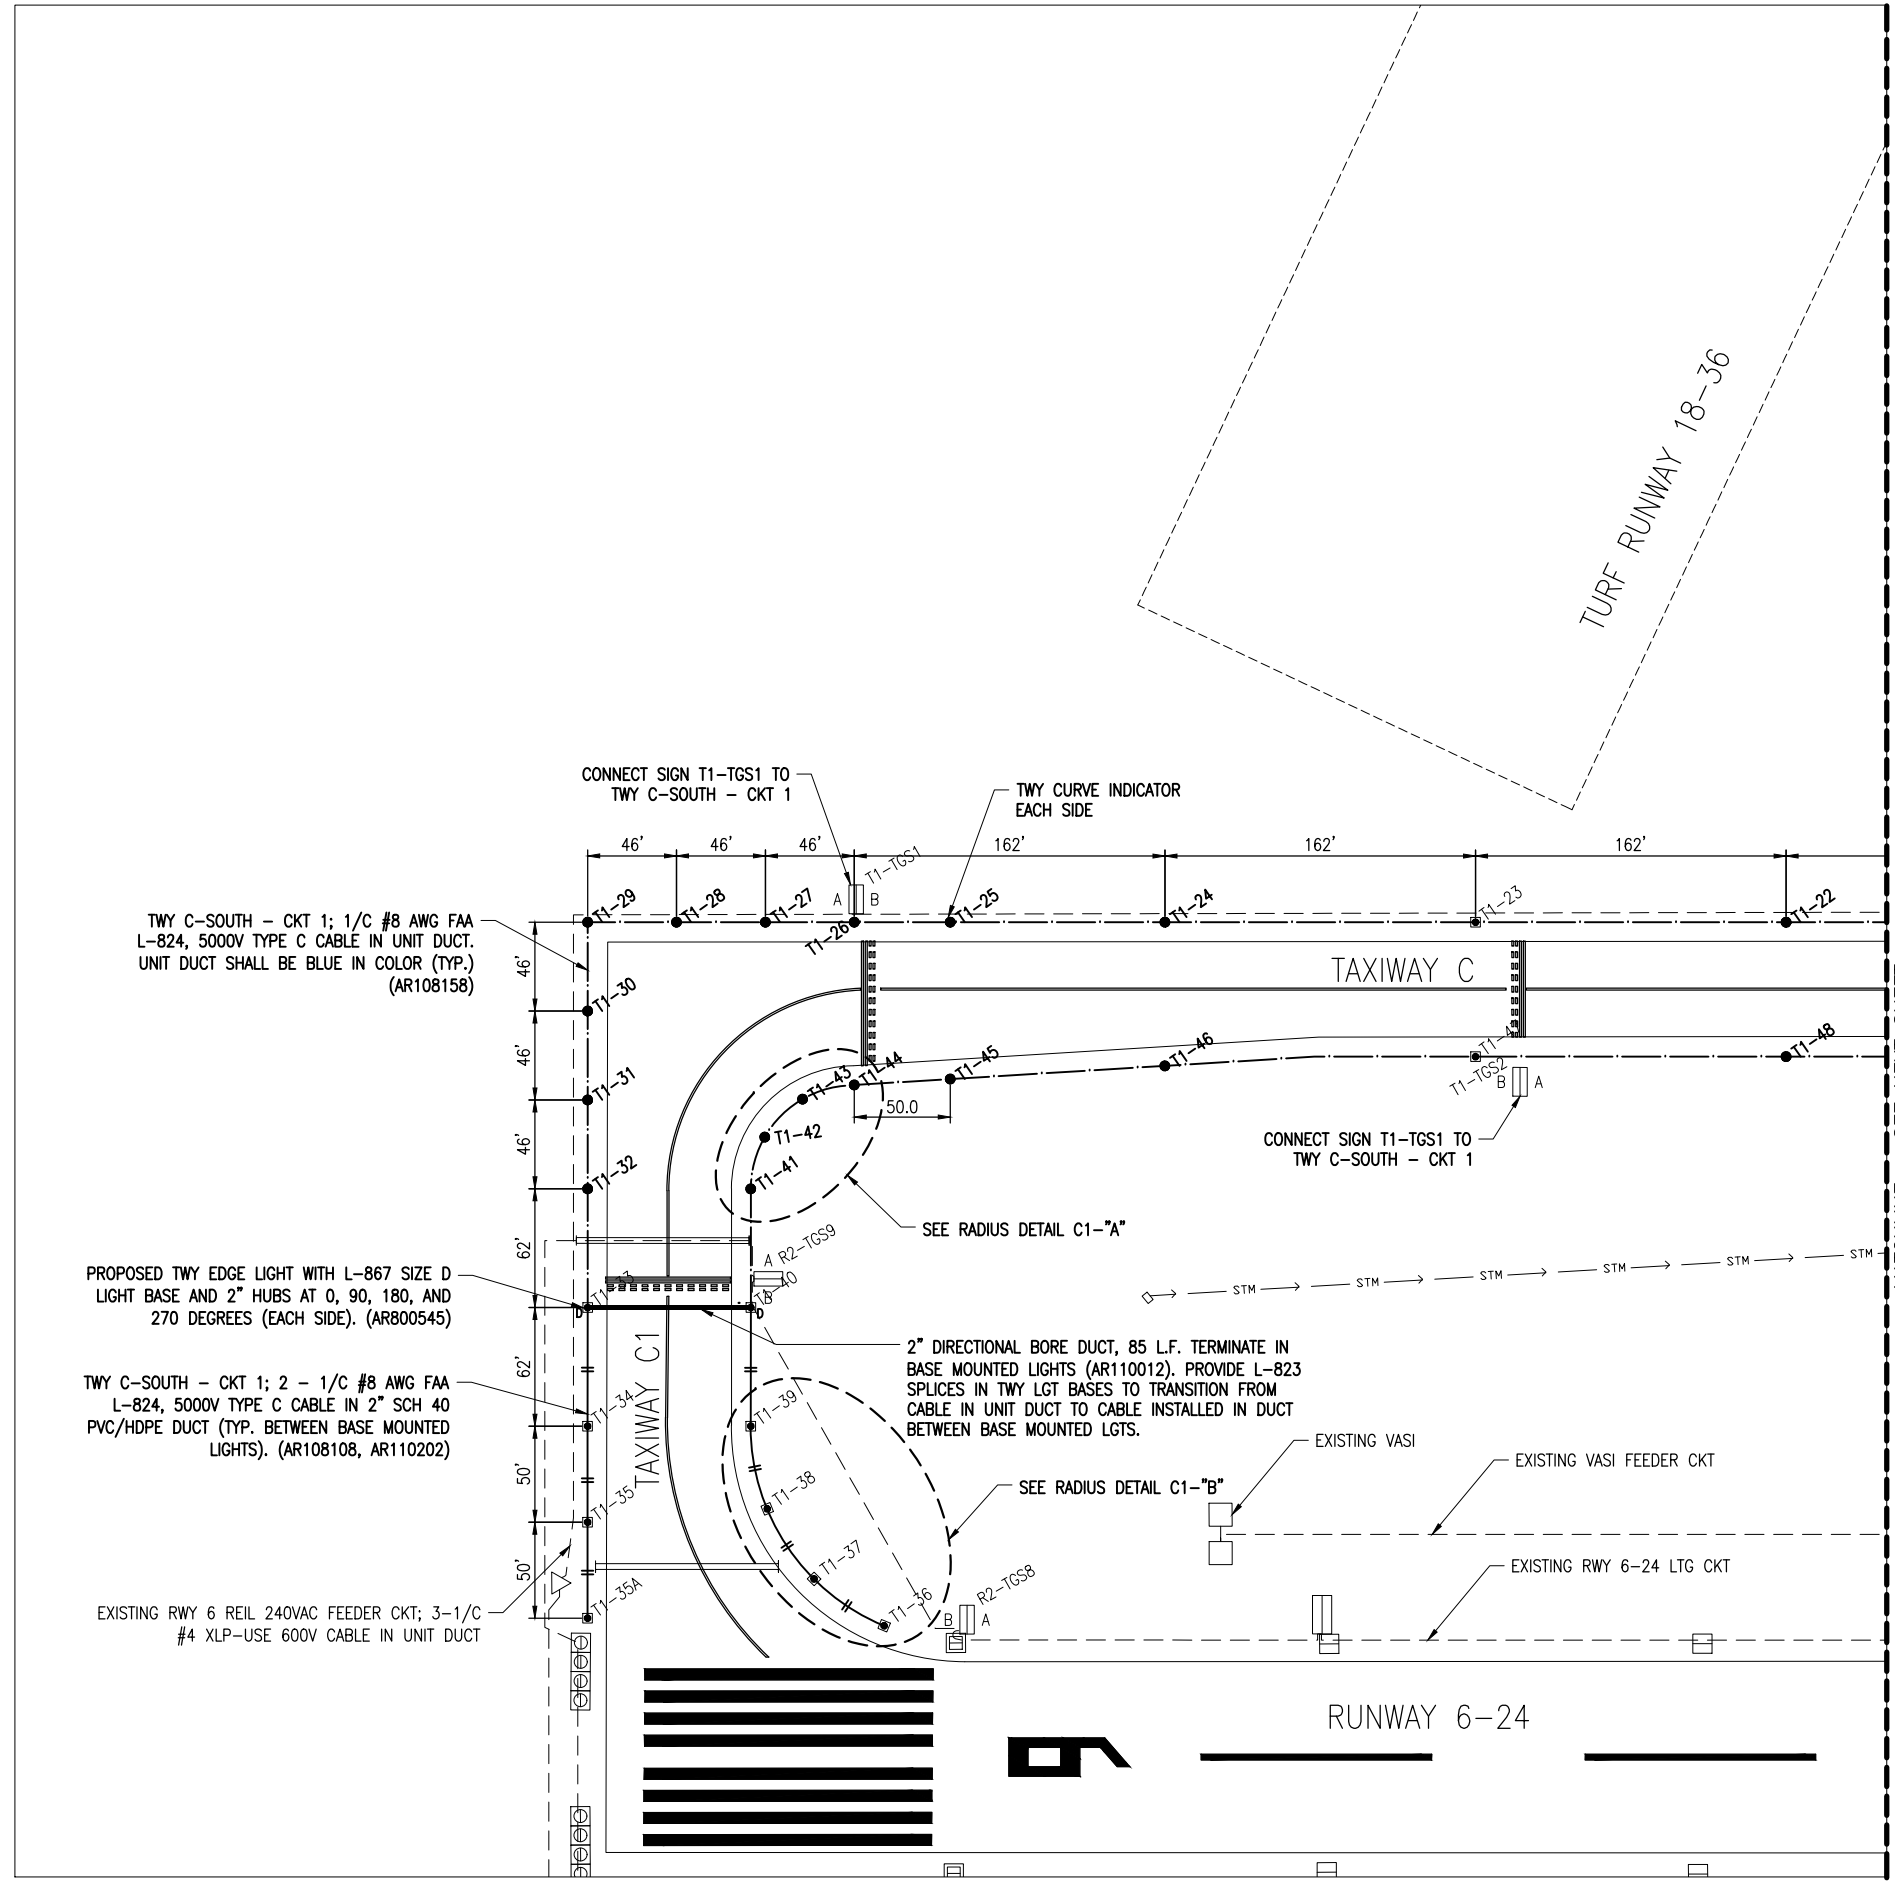 TURF RUNWAY 18-36
CONNECT SIGN T1-TGS1 TO
TWY C-SOUTH - CKT 1
TWY CURVE INDICATOR
EACH SIDE
46'
46'
46'
162'
162'
162'
T1-TGS1
A
B
T1-29
T1-28
T1-27
T1-26
T1-25
T1-24
T1-23
T1-22
TWY C-SOUTH - CKT 1; 1/C #8 AWG FAA
L-824, 5000V TYPE C CABLE IN UNIT DUCT.
UNIT DUCT SHALL BE BLUE IN COLOR (TYP.)
(AR108158)
46'
46'
46'
62'
62'
50'
50'
T1-30
T1-31
T1-32
TAXIWAY C
T1-43
T1-44
T1-45
T1-46
T1-48
T1-42
T1-41
50.0
T1-TGS2
B
A
CONNECT SIGN T1-TGS1 TO
TWY C-SOUTH - CKT 1
SEE RADIUS DETAIL C1-"A"
A
R2-TGS9
B
T1-40
D
D
STM
STM
STM
STM
STM
STM
PROPOSED TWY EDGE LIGHT WITH L-867 SIZE D
LIGHT BASE AND 2" HUBS AT 0, 90, 180, AND
270 DEGREES (EACH SIDE). (AR800545)
2" DIRECTIONAL BORE DUCT, 85 L.F. TERMINATE IN
BASE MOUNTED LIGHTS (AR110012). PROVIDE L-823
SPLICES IN TWY LGT BASES TO TRANSITION FROM
CABLE IN UNIT DUCT TO CABLE INSTALLED IN DUCT
BETWEEN BASE MOUNTED LGTS.
TAXIWAY C1
TWY C-SOUTH - CKT 1; 2 - 1/C #8 AWG FAA
L-824, 5000V TYPE C CABLE IN 2" SCH 40
PVC/HDPE DUCT (TYP. BETWEEN BASE MOUNTED
LIGHTS). (AR108108, AR110202)
T1-34
T1-35
T1-35A
T1-39
T1-38
T1-37
T1-36
SEE RADIUS DETAIL C1-"B"
EXISTING VASI
EXISTING VASI FEEDER CKT
EXISTING RWY 6-24 LTG CKT
R2-TGS8
B
A
EXISTING RWY 6 REIL 240VAC FEEDER CKT; 3-1/C
#4 XLP-USE 600V CABLE IN UNIT DUCT
RUNWAY 6-24
6